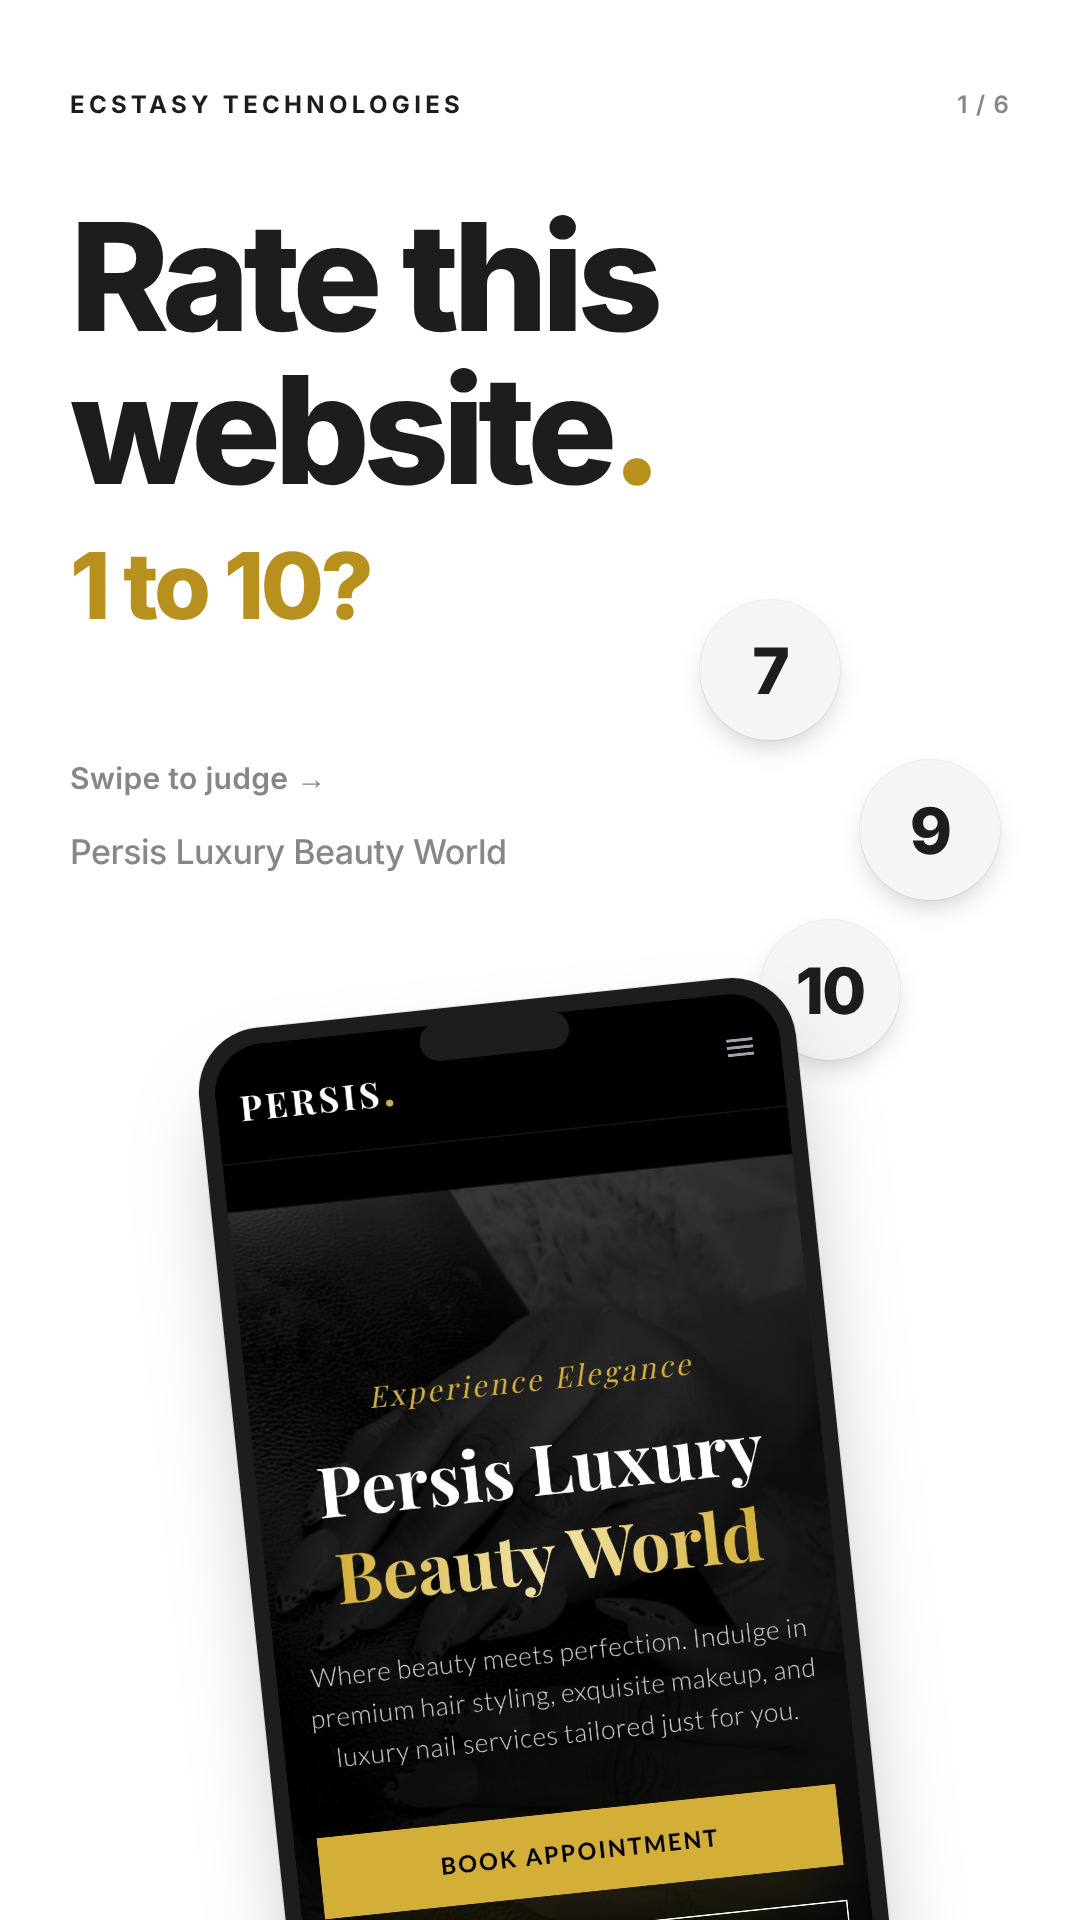 ECSTASY TECHNOLOGIES
1 / 6
Rate this
website.
1 to 10?
7
Swipe to judge →
9
Persis Luxury Beauty World
10
PERSIS.
Experience Elegance
Persis Luxury
Beauty World
Where beauty meets perfection. Indulge in
premium hair styling, exquisite makeup, and
luxury nail services tailored just for you.
BOOK APPOINTMENT